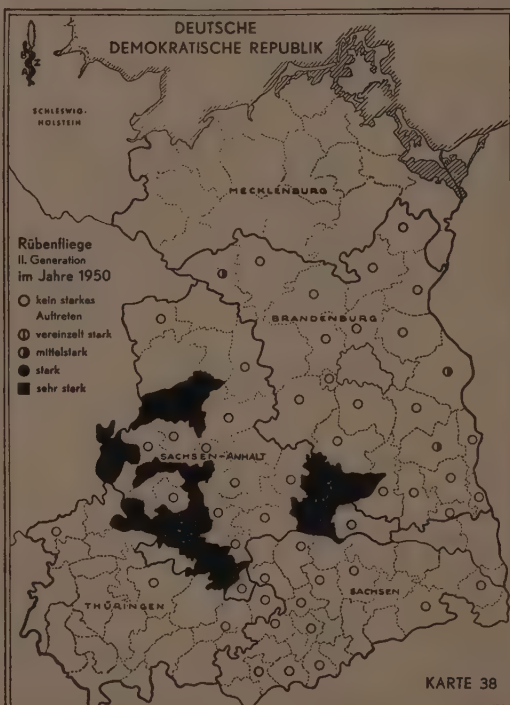 DEUTSCHE
DEMOKRATISCHE REPUBLIK
SCHLESWIG-
HOLSTEIN
MECKLENBURG
Rübenfliege
II. Generation
im Jahre 1950
kein starkes
Auftreten
vereinzelt stark
mittelstark
stark
sehr stark
BRANDENBURG
SACHSEN-ANHALT
THÜRINGEN
SACHSEN
KARTE 38